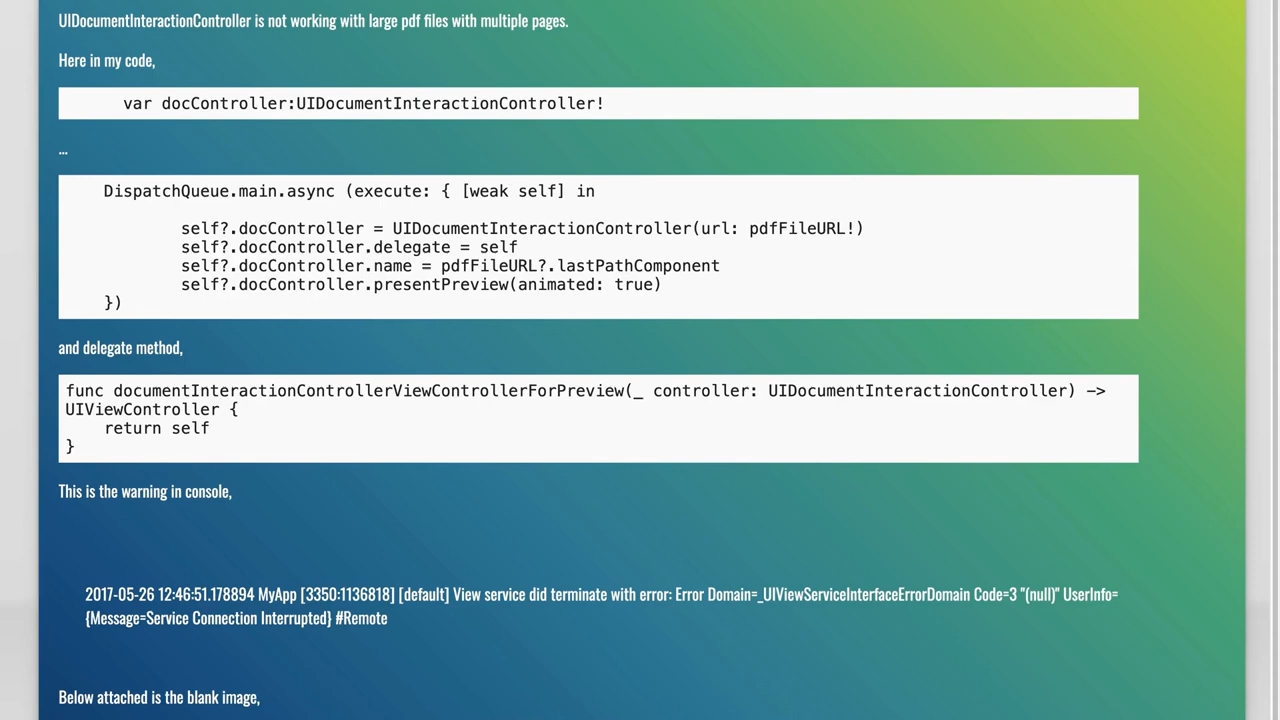 UIDocumentInteractionController is not working with large pdf files with multiple pages.
Here in my code,
var docController:UIDocumentInteractionController!
...
DispatchQueue.main.async (execute: { [weak self] in
self?.docController = UIDocumentInteractionController(url: pdfFileURL!)
self?.docController.delegate = self
self?.docController.name = pdfFileURL?.lastPathComponent
self?.docController.presentPreview(animated: true)
})
and delegate method,
func documentInteractionControllerViewControllerForPreview(_ controller: UIDocumentInteractionController) ->
UIViewController {
return self
}
This is the warning in console,
2017-05-26 12:46:51.178894 MyApp [3350:1136818] [default] View service did terminate with error: Error Domain=_UIViewServiceInterfaceErrorDomain Code=3 "(null)" UserInfo=
{Message=Service Connection Interrupted} #Remote
Below attached is the blank image,